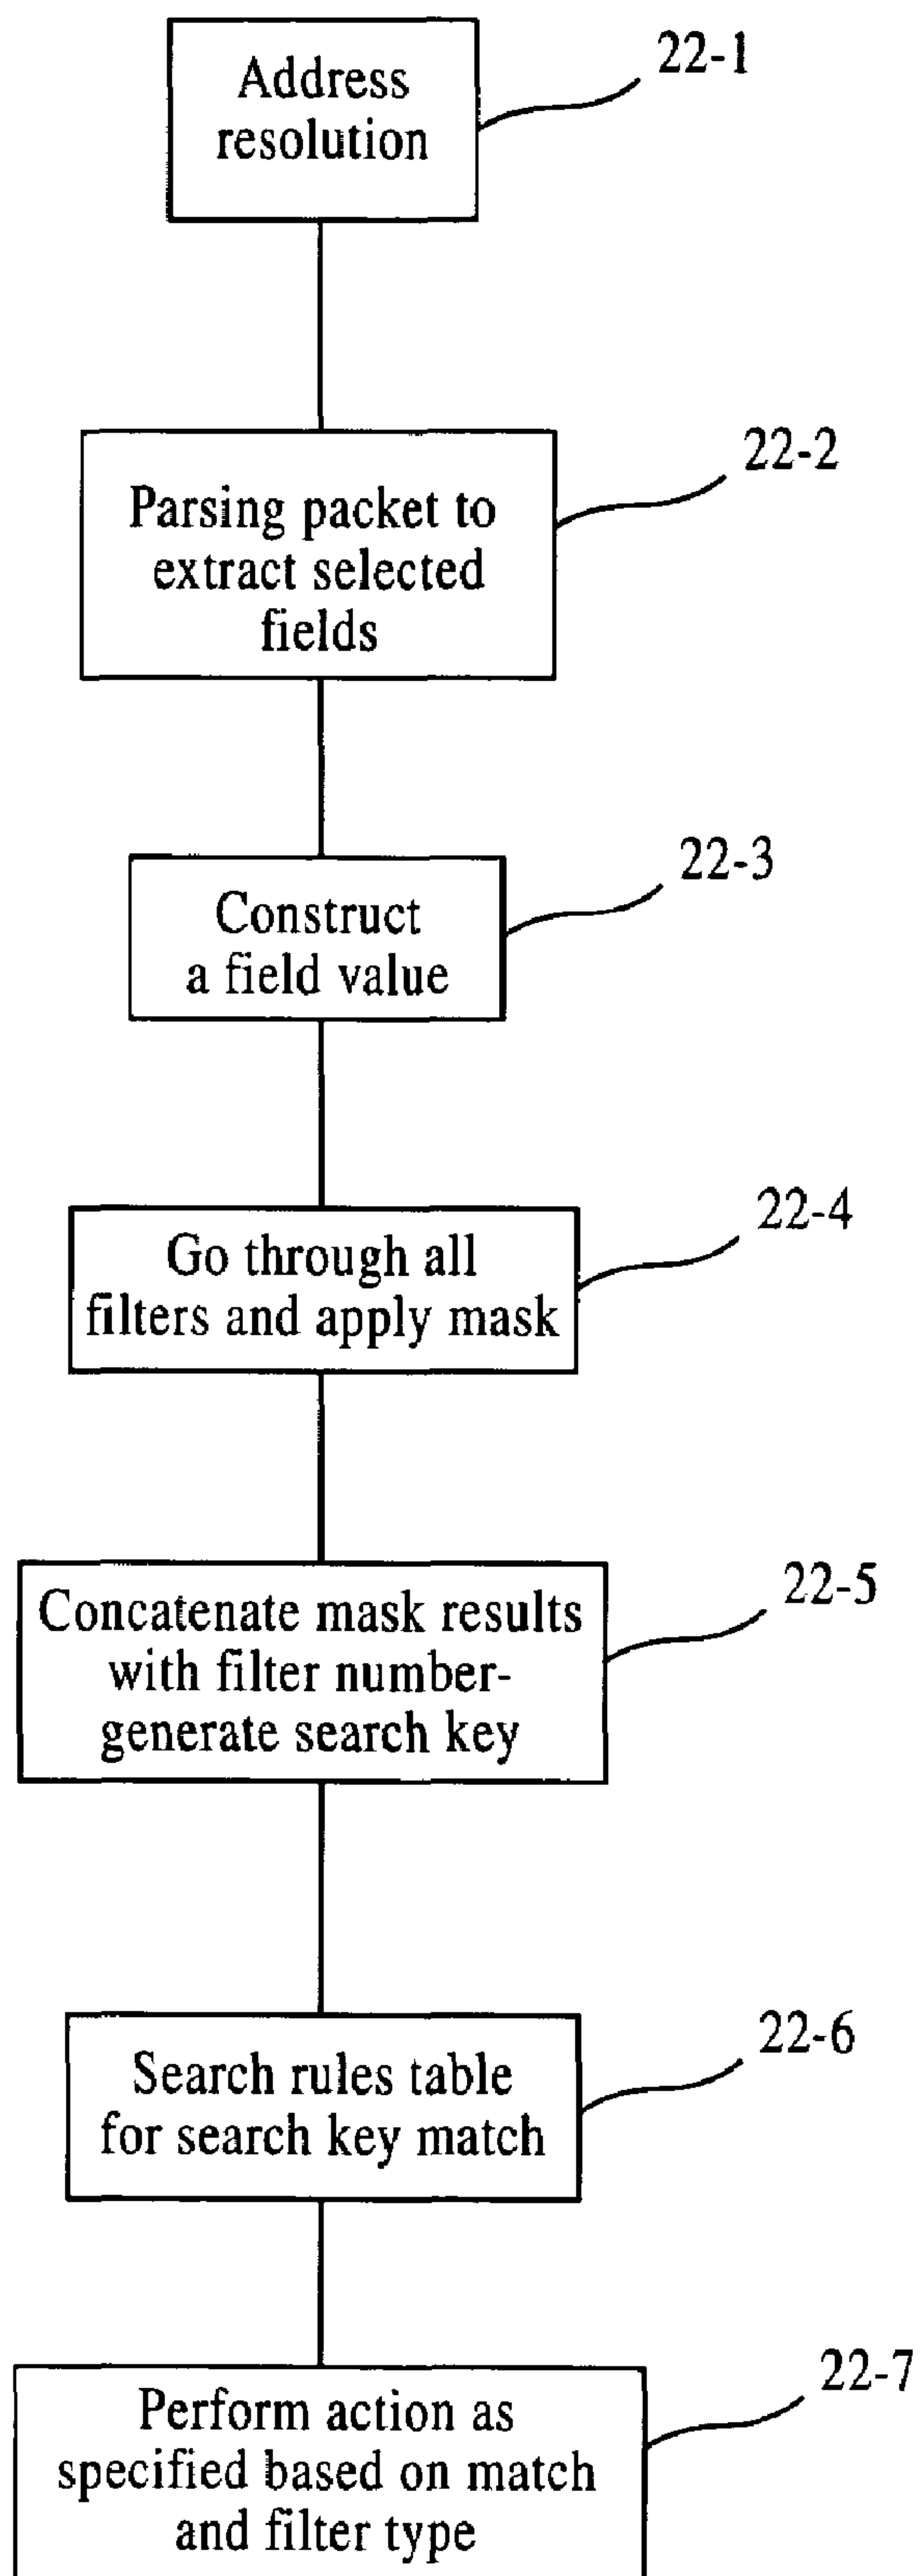 Address
resolution
22-1
Parsing packet to
extract selected
fields
22-2
Construct
a field value
22-3
Go through all
filters and apply mask
22-4
Concatenate mask results
with filter number-
generate search key
22-5
Search rules table
for search key match
22-6
Perform action as
specified based on match
and filter type
22-7